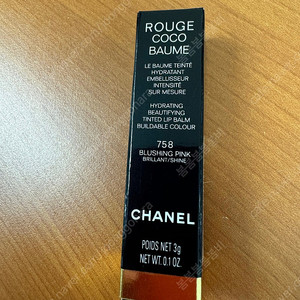 ROUGE
COCO
BAUME
LE BAUME TEINTÉ
HYDRATANT
EMBELLISSEUR
INTENSITÉ
SUR MESURE
HYDRATING
BEAUTIFYING
TINTED LIP BALM
BUILDABLE COLOUR
758
BLUSHING PINK
BRILLANT/SHINE
CHANEL
POIDS NET 3g
NET WT. 0.1 OZ.